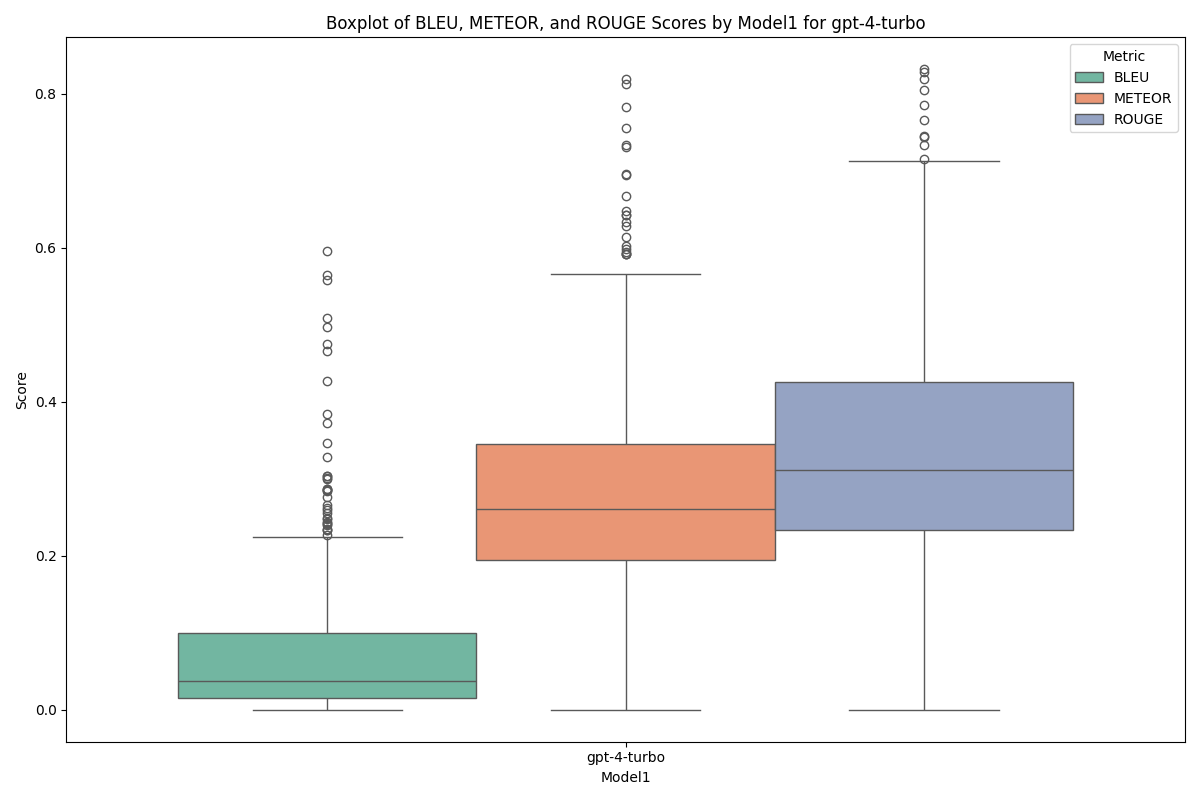 Boxplot of BLEU, METEOR, and ROUGE Scores by Model1 for gpt-4-turbo
Metric
BLEU
METEOR
ROUGE
0.8
0.6
0.4
0.2
0.0
Score
gpt-4-turbo
Model1